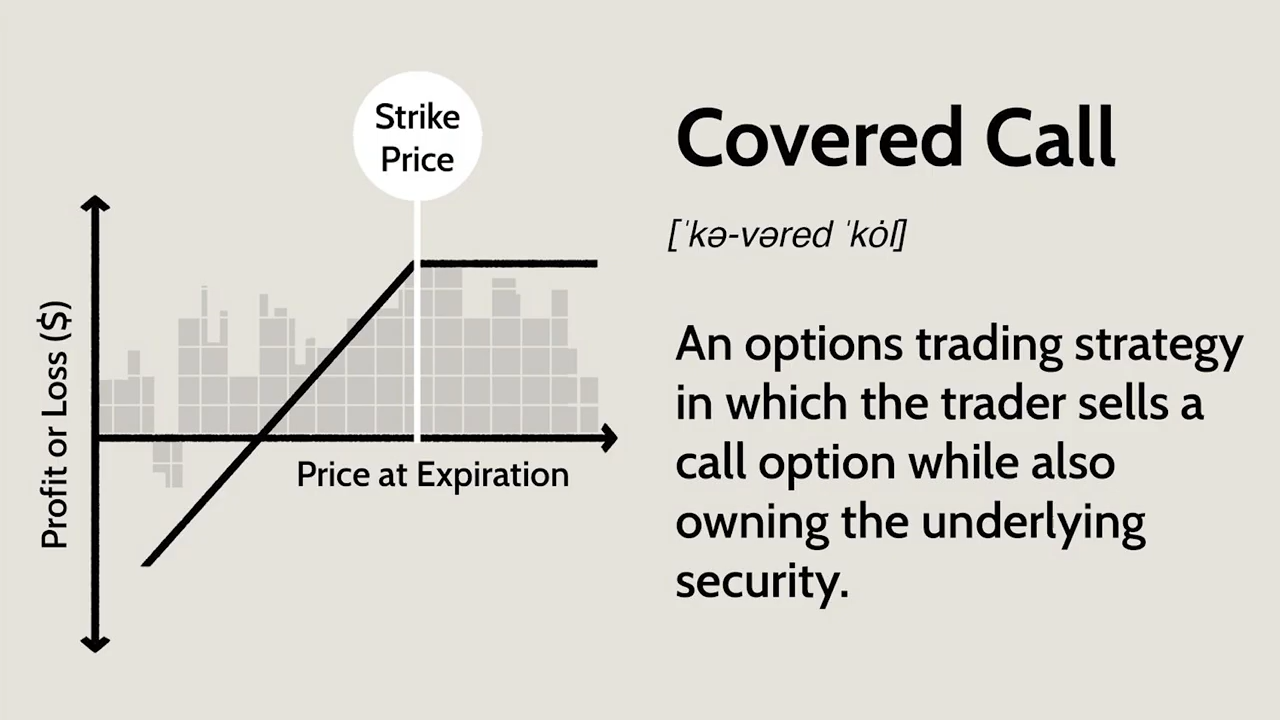 Strike
Price
Profit or Loss ($)
Price at Expiration
Covered Call
[ˈkə-vəred ˈkȯl]
An options trading strategy
in which the trader sells a
call option while also
owning the underlying
security.